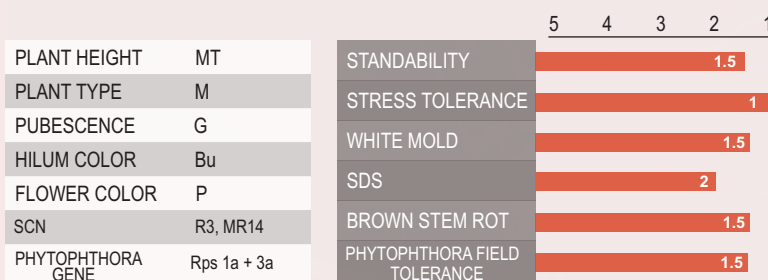 5 4 3 2 1
PLANT HEIGHT MT
PLANT TYPE M
PUBESCENCE G
HILUM COLOR Bu
FLOWER COLOR P
SCN R3, MR14
PHYTOPHTHORA GENE Rps 1a + 3a
STANDABILITY 1.5
STRESS TOLERANCE 1
WHITE MOLD 1.5
SDS 2
BROWN STEM ROT 1.5
PHYTOPHTHORA FIELD
TOLERANCE 1.5